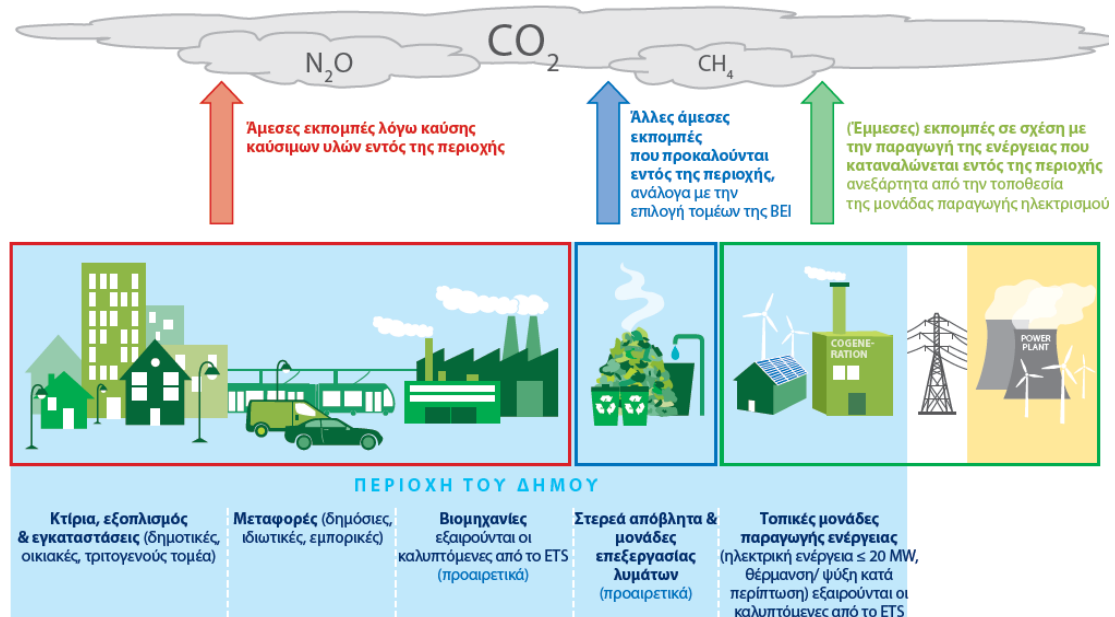 CO2
N2O
CH4
Άμεσες εκπομπές λόγω καύσης
καύσιμων υλών εντός της περιοχής
Άλλες άμεσες
εκπομπές
που προκαλούνται
εντός της περιοχής,
ανάλογα με την
επιλογή τομέων της BEI
(Έμμεσες) εκπομπές σε σχέση με
την παραγωγή της ενέργειας που
καταναλώνεται εντός της περιοχής
ανεξάρτητα από την τοποθεσία
της μονάδας παραγωγής ηλεκτρισμού
COGENE-
RATION
POWER
PLANT
ΠΕΡΙΟΧΗ ΤΟΥ ΔΗΜΟΥ
Κτίρια, εξοπλισμός
& εγκαταστάσεις (δημοτικές,
οικιακές, τριτογενούς τομέα)
Μεταφορές (δημόσιες,
ιδιωτικές, εμπορικές)
Βιομηχανίες
εξαιρούνται οι
καλυπτόμενες από το ETS
(προαιρετικά)
Στερεά απόβλητα &
μονάδες
επεξεργασίας
λυμάτων
(προαιρετικά)
Τοπικές μονάδες
παραγωγής ενέργειας
(ηλεκτρική ενέργεια ≤ 20 MW,
θέρμανση/ ψύξη κατά
περίπτωση) εξαιρούνται οι
καλυπτόμενες από το ETS